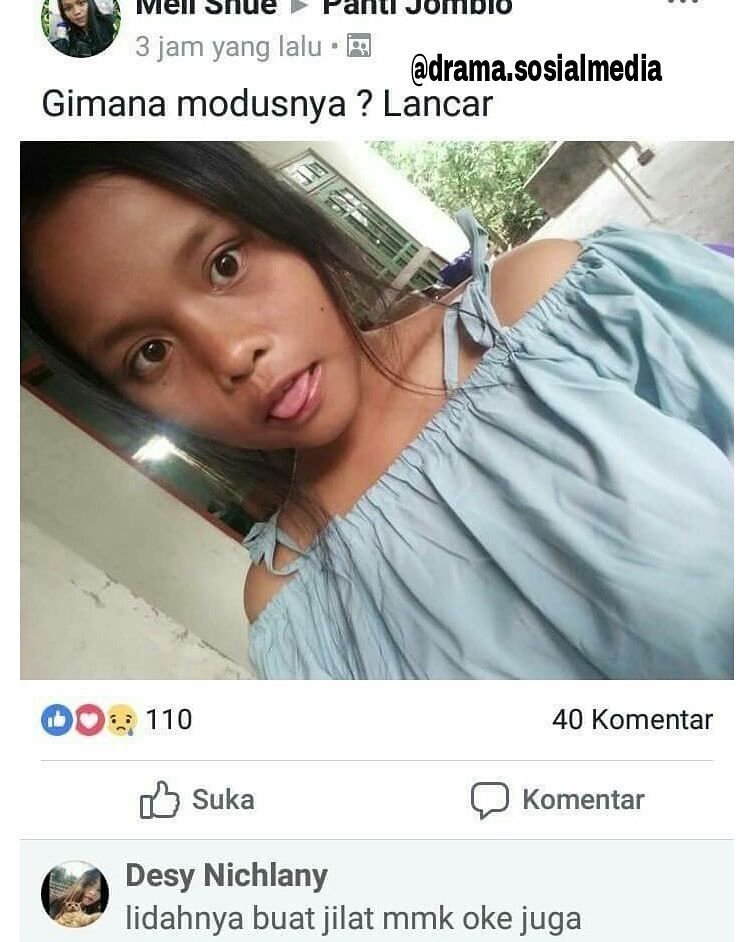 Meli Shue ▸ Panti Jomblo
3 jam yang lalu •
@drama.sosialmedia
Gimana modusnya ? Lancar
110
40 Komentar
Suka
Komentar
Desy Nichlany
lidahnya buat jilat mmk oke juga